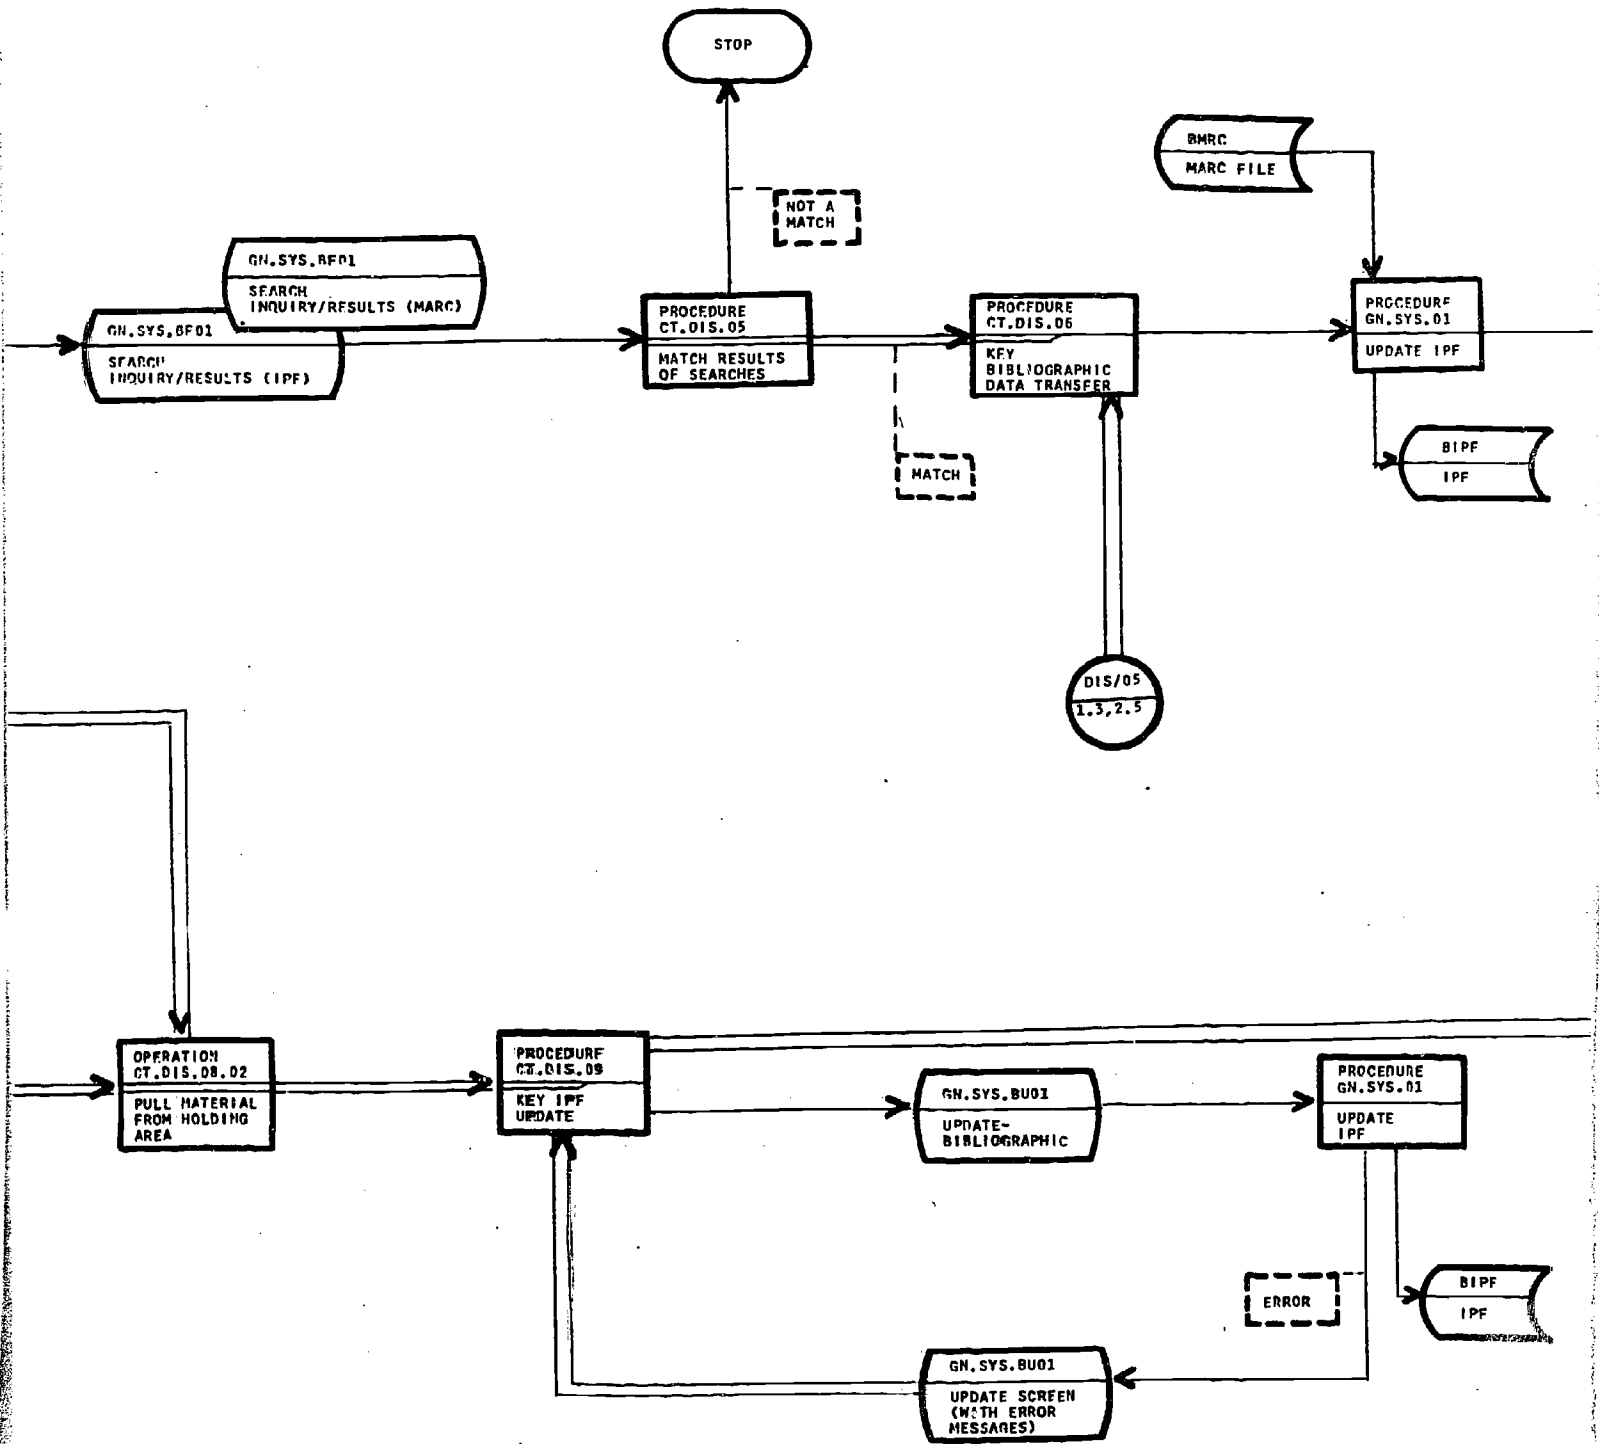 STOP
BMRC
MARC FILE
NOT A
MATCH
GN.SYS.BF01
SEARCH
INQUIRY/RESULTS (MARC)
GN.SYS.BF01
SEARCH
INQUIRY/RESULTS (IPF)
PROCEDURE
CT.DIS.05
MATCH RESULTS
OF SEARCHES
PROCEDURE
CT.DIS.06
KEY
BIBLIOGRAPHIC
DATA TRANSFER
PROCEDURE
GN.SYS.01
UPDATE IPF
MATCH
BIPF
IPF
DIS/05
1.3,2.5
OPERATION
CT.DIS.08.02
PULL MATERIAL
FROM HOLDING
AREA
PROCEDURE
CT.DIS.09
KEY IPF
UPDATE
GN.SYS.BU01
UPDATE-
BIBLIOGRAPHIC
PROCEDURE
GN.SYS.01
UPDATE
IPF
ERROR
BIPF
IPF
GN.SYS.BU01
UPDATE SCREEN
(WITH ERROR
MESSAGES)